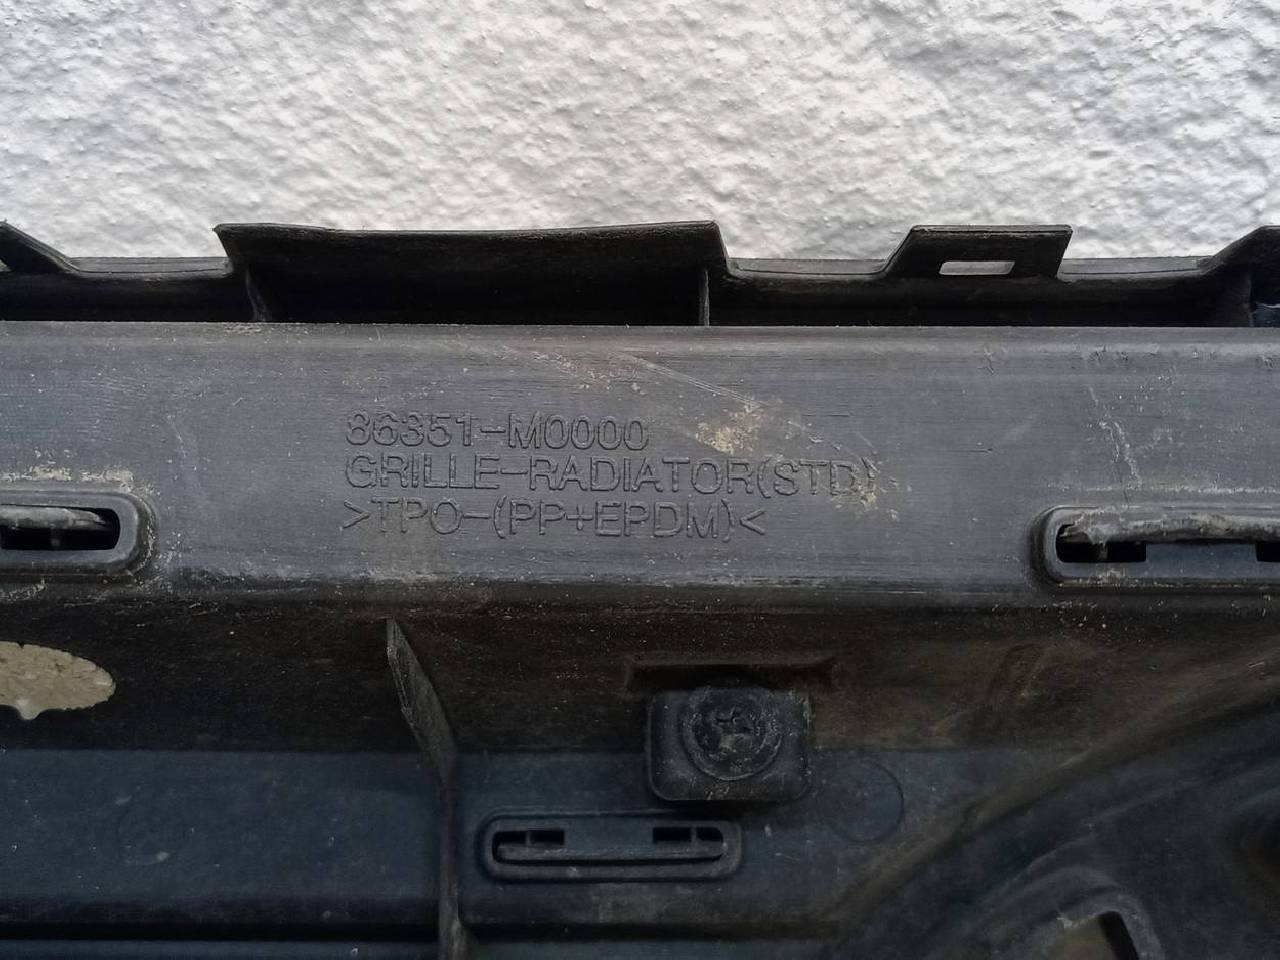 86351-M0000
GRILLE-RADIATOR(STD)
>TPO-(PP+EPDM)<